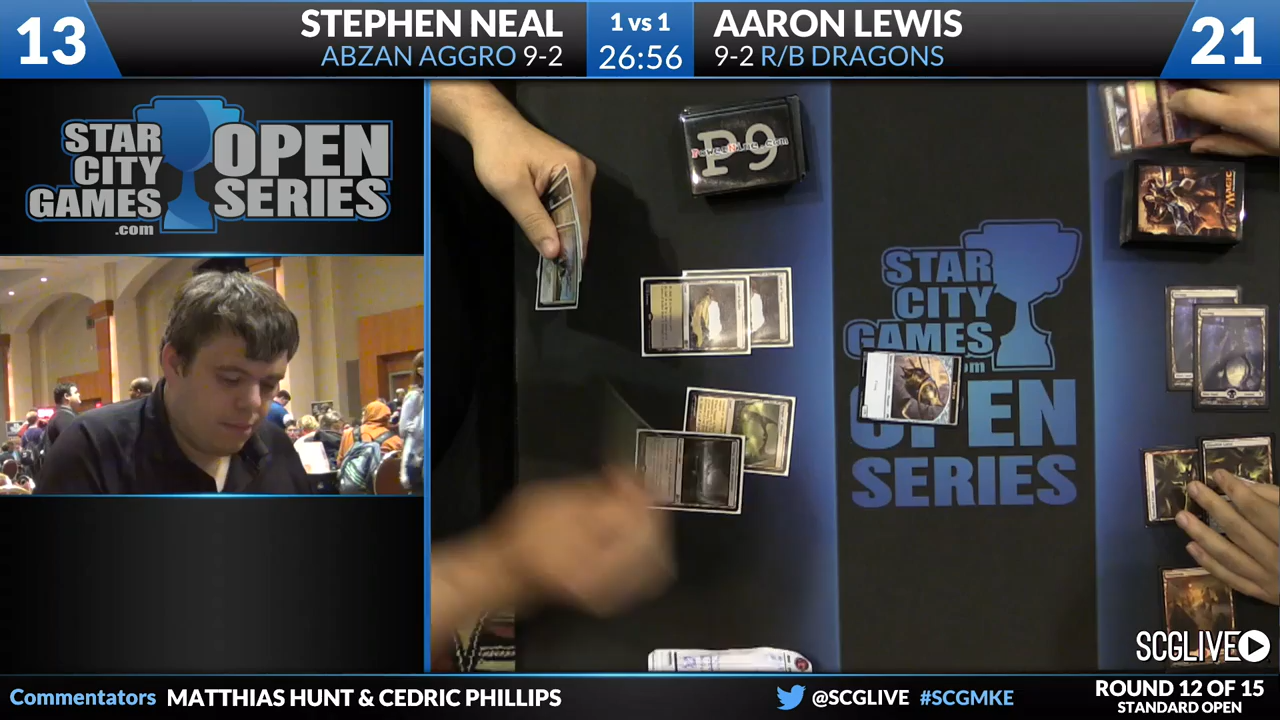 13
STEPHEN NEAL
ABZAN AGGRO 9-2
1 vs 1
26:56
AARON LEWIS
9-2 R/B DRAGONS
21
STAR
CITY
GAMES
.com
OPEN
SERIES
P9
MAGIC
STAR
CITY
GAMES
OPEN
SERIES
SCGLIVE
Commentators MATTHIAS HUNT & CEDRIC PHILLIPS
@SCGLIVE #SCGMKE
ROUND 12 OF 15
STANDARD OPEN